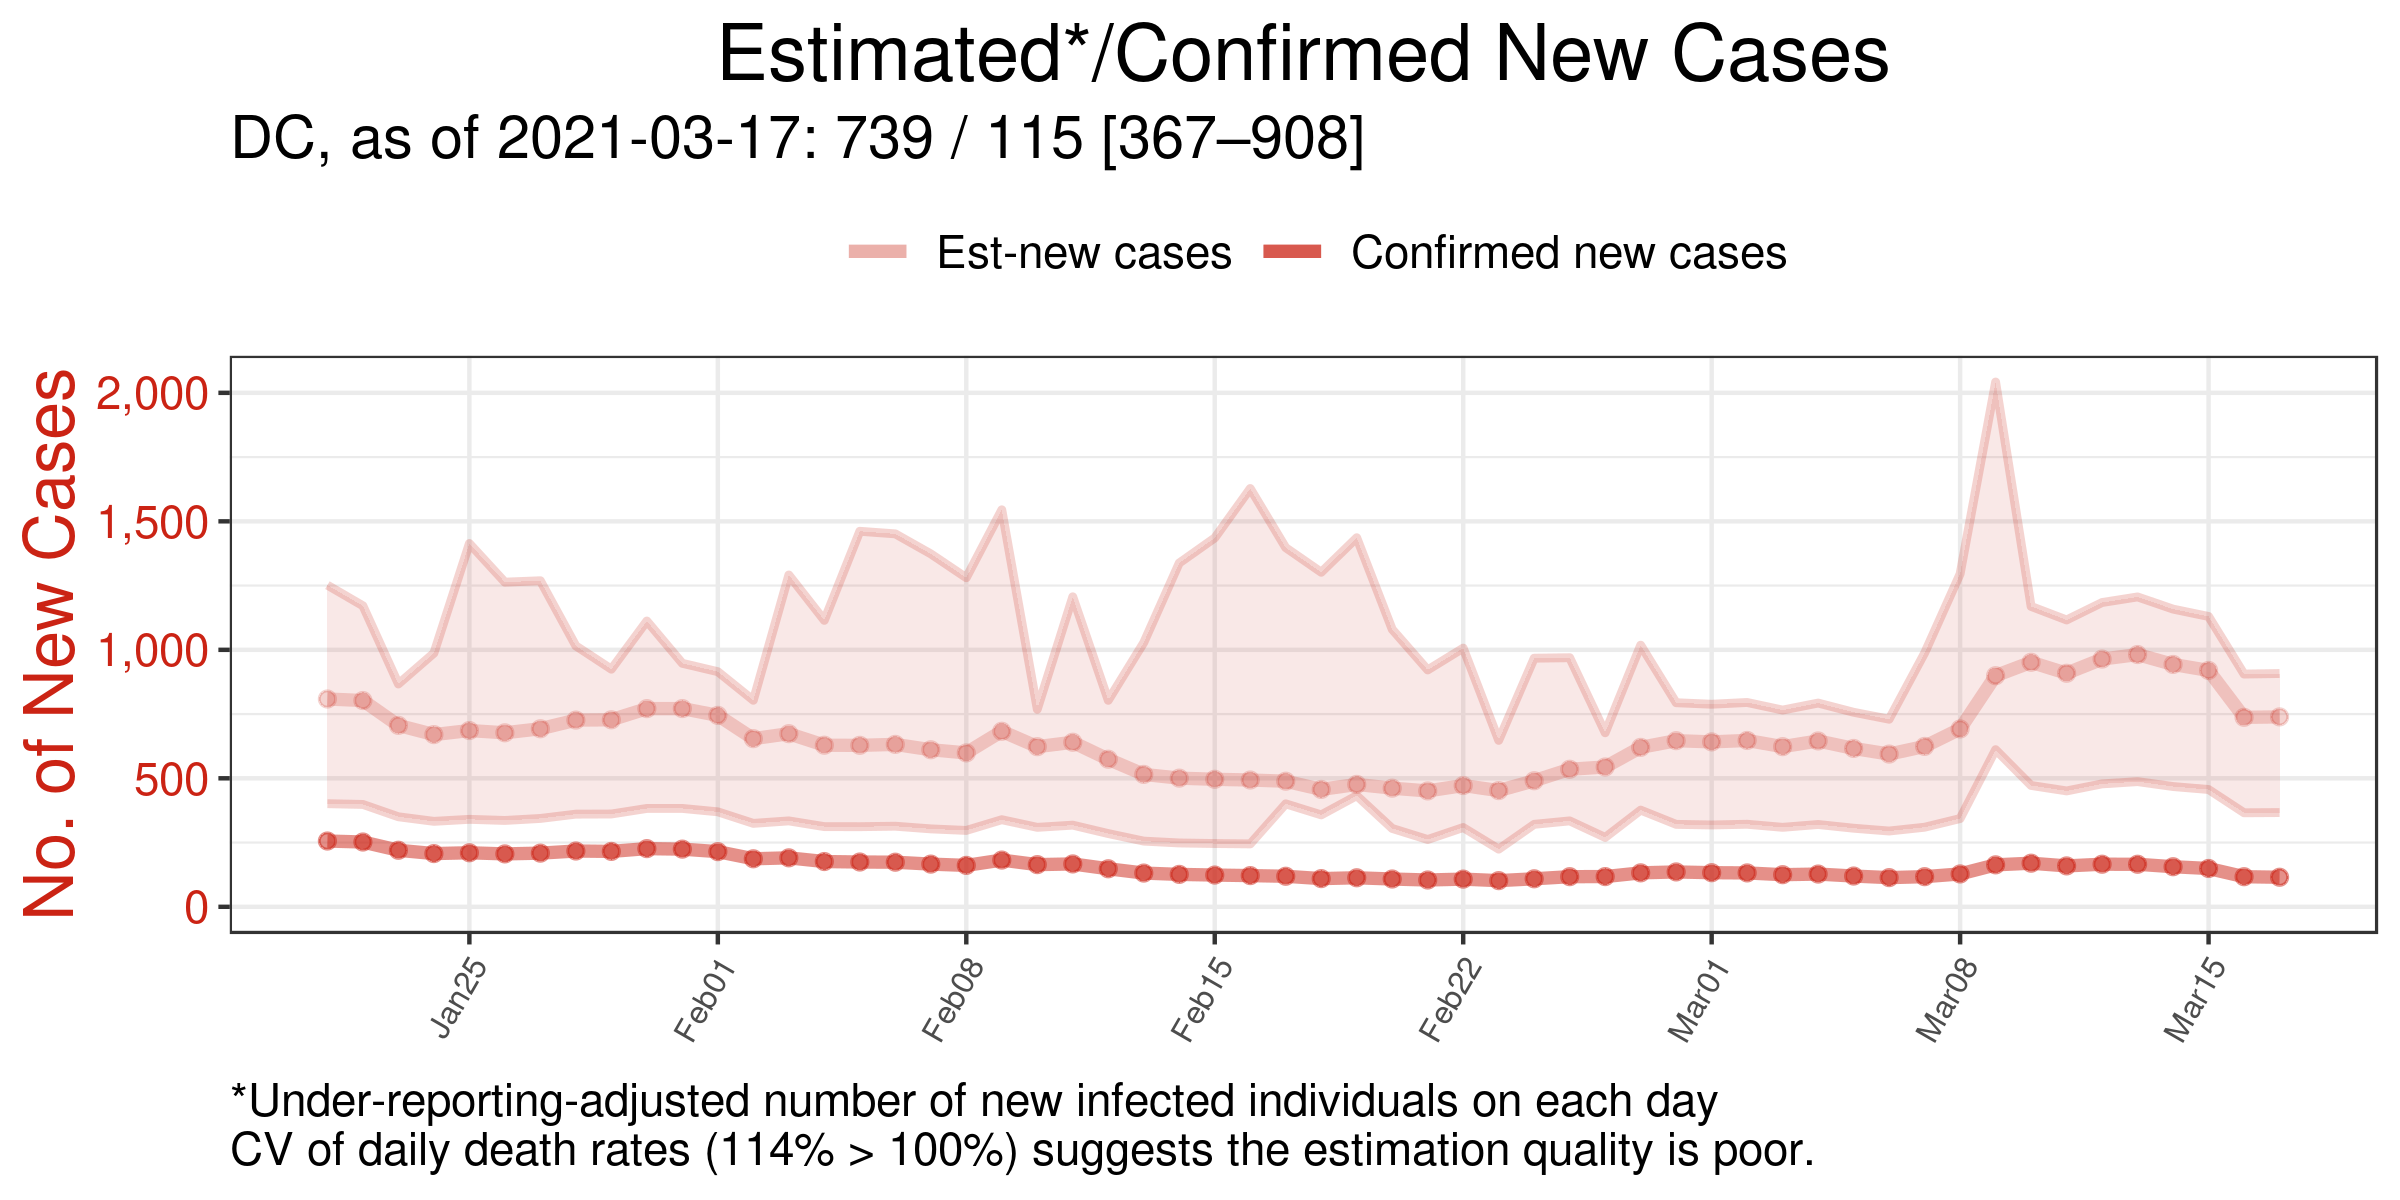 Estimated*/Confirmed New Cases
DC, as of 2021-03-17: 739 / 115 [367–908]
Est-new cases
Confirmed new cases
No. of New Cases
2,000
1,500
1,000
500
0
Jan25
Feb01
Feb08
Feb15
Feb22
Mar01
Mar08
Mar15
*Under-reporting-adjusted number of new infected individuals on each day
CV of daily death rates (114% > 100%) suggests the estimation quality is poor.